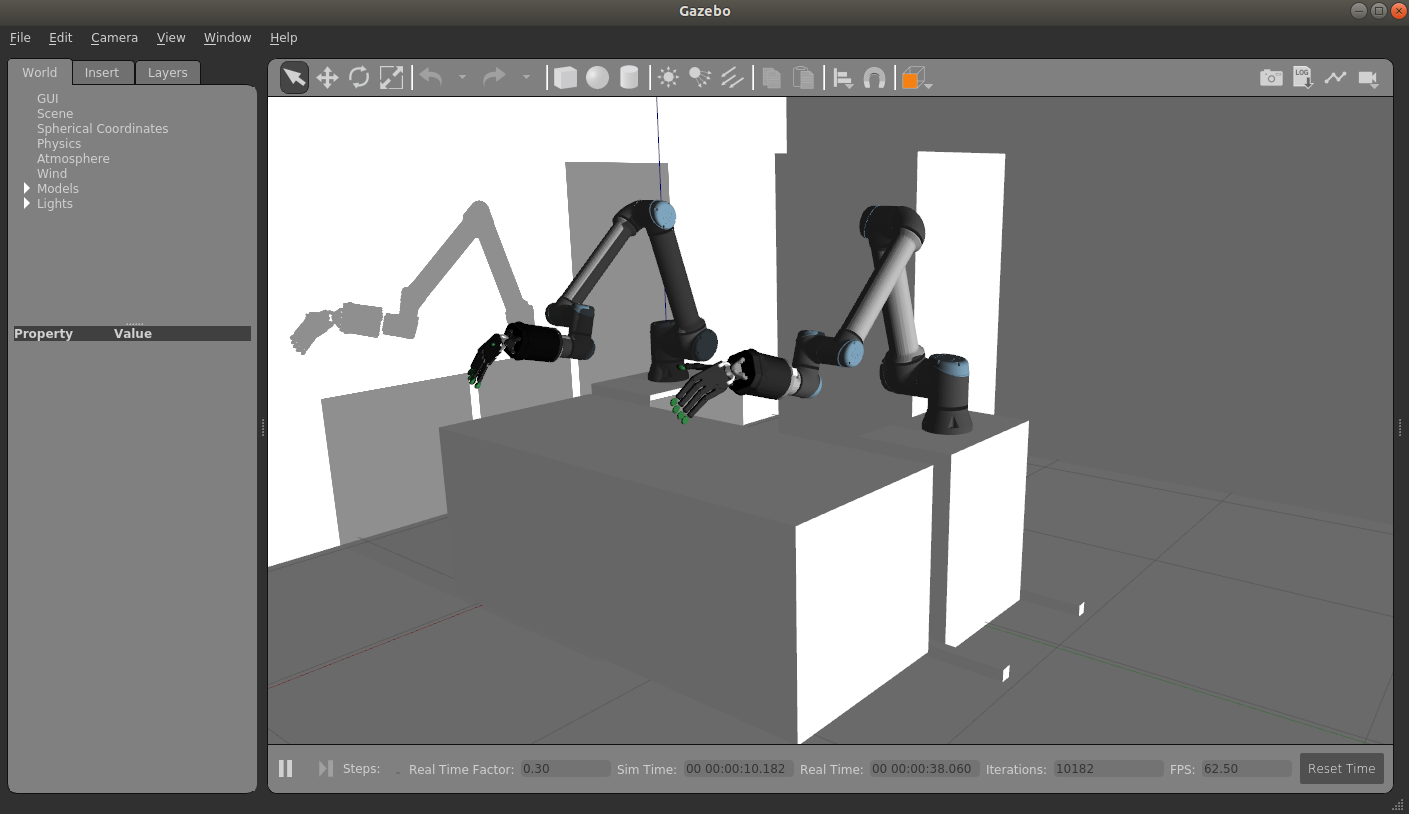 Gazebo
File Edit Camera View Window Help
World Insert Layers
LOG
GUI
Scene
Spherical Coordinates
Physics
Atmosphere
Wind
Models
Lights
Property Value
Steps: Real Time Factor: 0.30 Sim Time: 00 00:00:10.182 Real Time: 00 00:00:38.060 Iterations: 10182 FPS: 62.50 Reset Time